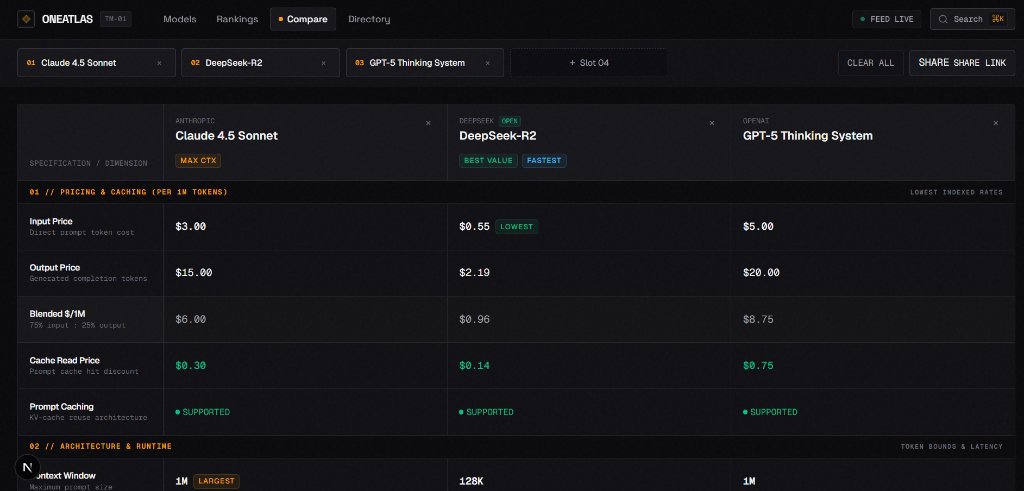 ONEATLAS TM-01 Models Rankings Compare Directory FEED LIVE Search ⌘K
01 Claude 4.5 Sonnet × 02 DeepSeek-R2 × 03 GPT-5 Thinking System × + Slot 04 CLEAR ALL SHARE SHARE LINK
SPECIFICATION / DIMENSION
ANTHROPIC ×
Claude 4.5 Sonnet
MAX CTX
DEEPSEEK OPEN ×
DeepSeek-R2
BEST VALUE FASTEST
OPENAI ×
GPT-5 Thinking System
01 // PRICING & CACHING (PER 1M TOKENS) LOWEST INDEXED RATES
Input Price
Direct prompt token cost
$3.00 $0.55 LOWEST $5.00
Output Price
Generated completion tokens
$15.00 $2.19 $20.00
Blended $/1M
75% input : 25% output
$6.00 $0.96 $8.75
Cache Read Price
Prompt cache hit discount
$0.30 $0.14 $0.75
Prompt Caching
KV-cache reuse architecture
SUPPORTED SUPPORTED SUPPORTED
02 // ARCHITECTURE & RUNTIME TOKEN BOUNDS & LATENCY
N
Context Window
Maximum prompt size
1M LARGEST 128K 1M